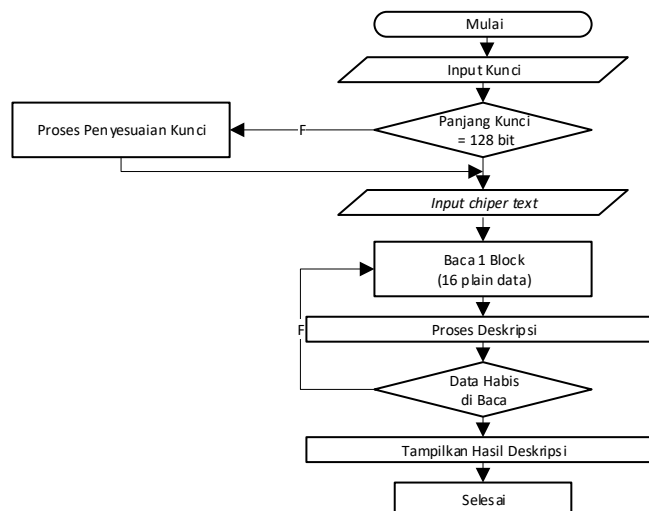 Mulai
Input Kunci
Proses Penyesuaian Kunci
F
Panjang Kunci
= 128 bit
Input chiper text
Baca 1 Block
(16 plain data)
F
Proses Deskripsi
Data Habis
di Baca
Tampilkan Hasil Deskripsi
Selesai